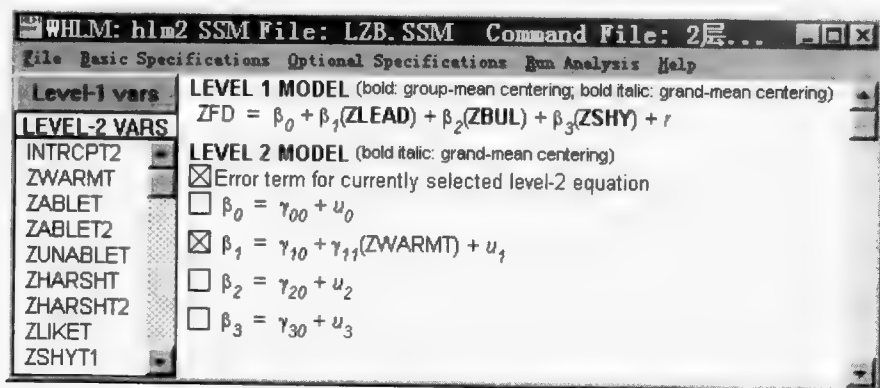 WHLM: hlm2 SSM File: LZB.SSM Command File: 2层...
File Basic Specifications Optional Specifications Run Analysis Help
Level-1 vars
LEVEL-2 VARS
INTRCPT2
ZWARMT
ZABLET
ZABLET2
ZUNABLET
ZHARSHT
ZHARSHT2
ZLIKET
ZSHYT1
LEVEL 1 MODEL (bold: group-mean centering; bold italic: grand-mean centering)
ZFD = β0 + β1(ZLEAD) + β2(ZBUL) + β3(ZSHY) + r
LEVEL 2 MODEL (bold italic: grand-mean centering)
Error term for currently selected level-2 equation
β0 = γ00 + u0
β1 = γ10 + γ11(ZWARMT) + u1
β2 = γ20 + u2
β3 = γ30 + u3